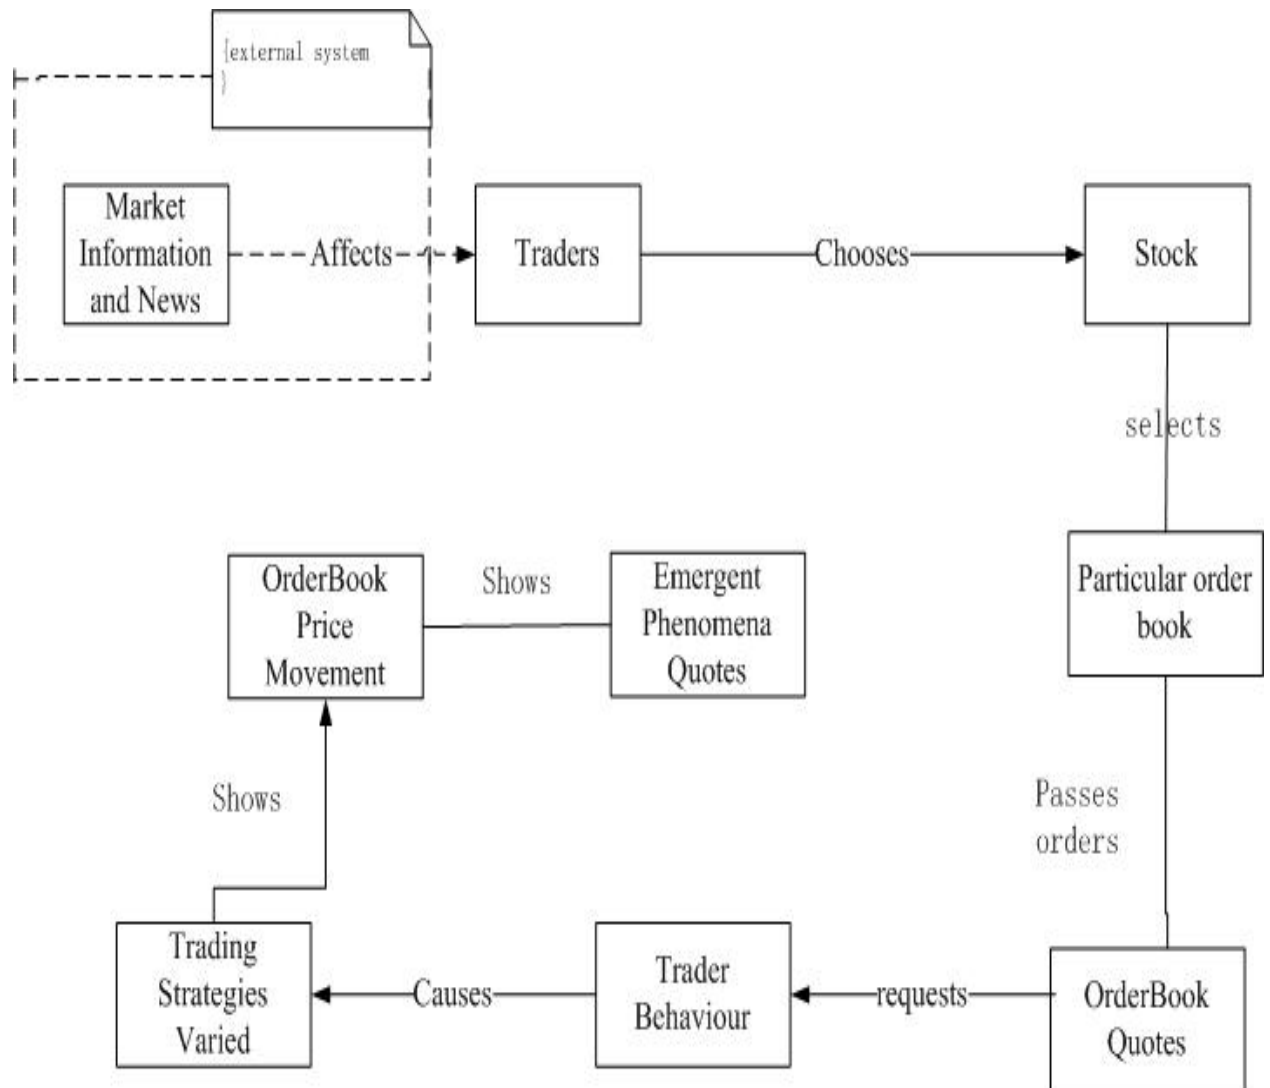 {external system
}
Market
Information
and News
Affects
Traders
Chooses
Stock
selects
OrderBook
Price
Movement
Shows
Emergent
Phenomena
Quotes
Particular order
book
Shows
Passes
orders
Trading
Strategies
Varied
Causes
Trader
Behaviour
requests
OrderBook
Quotes